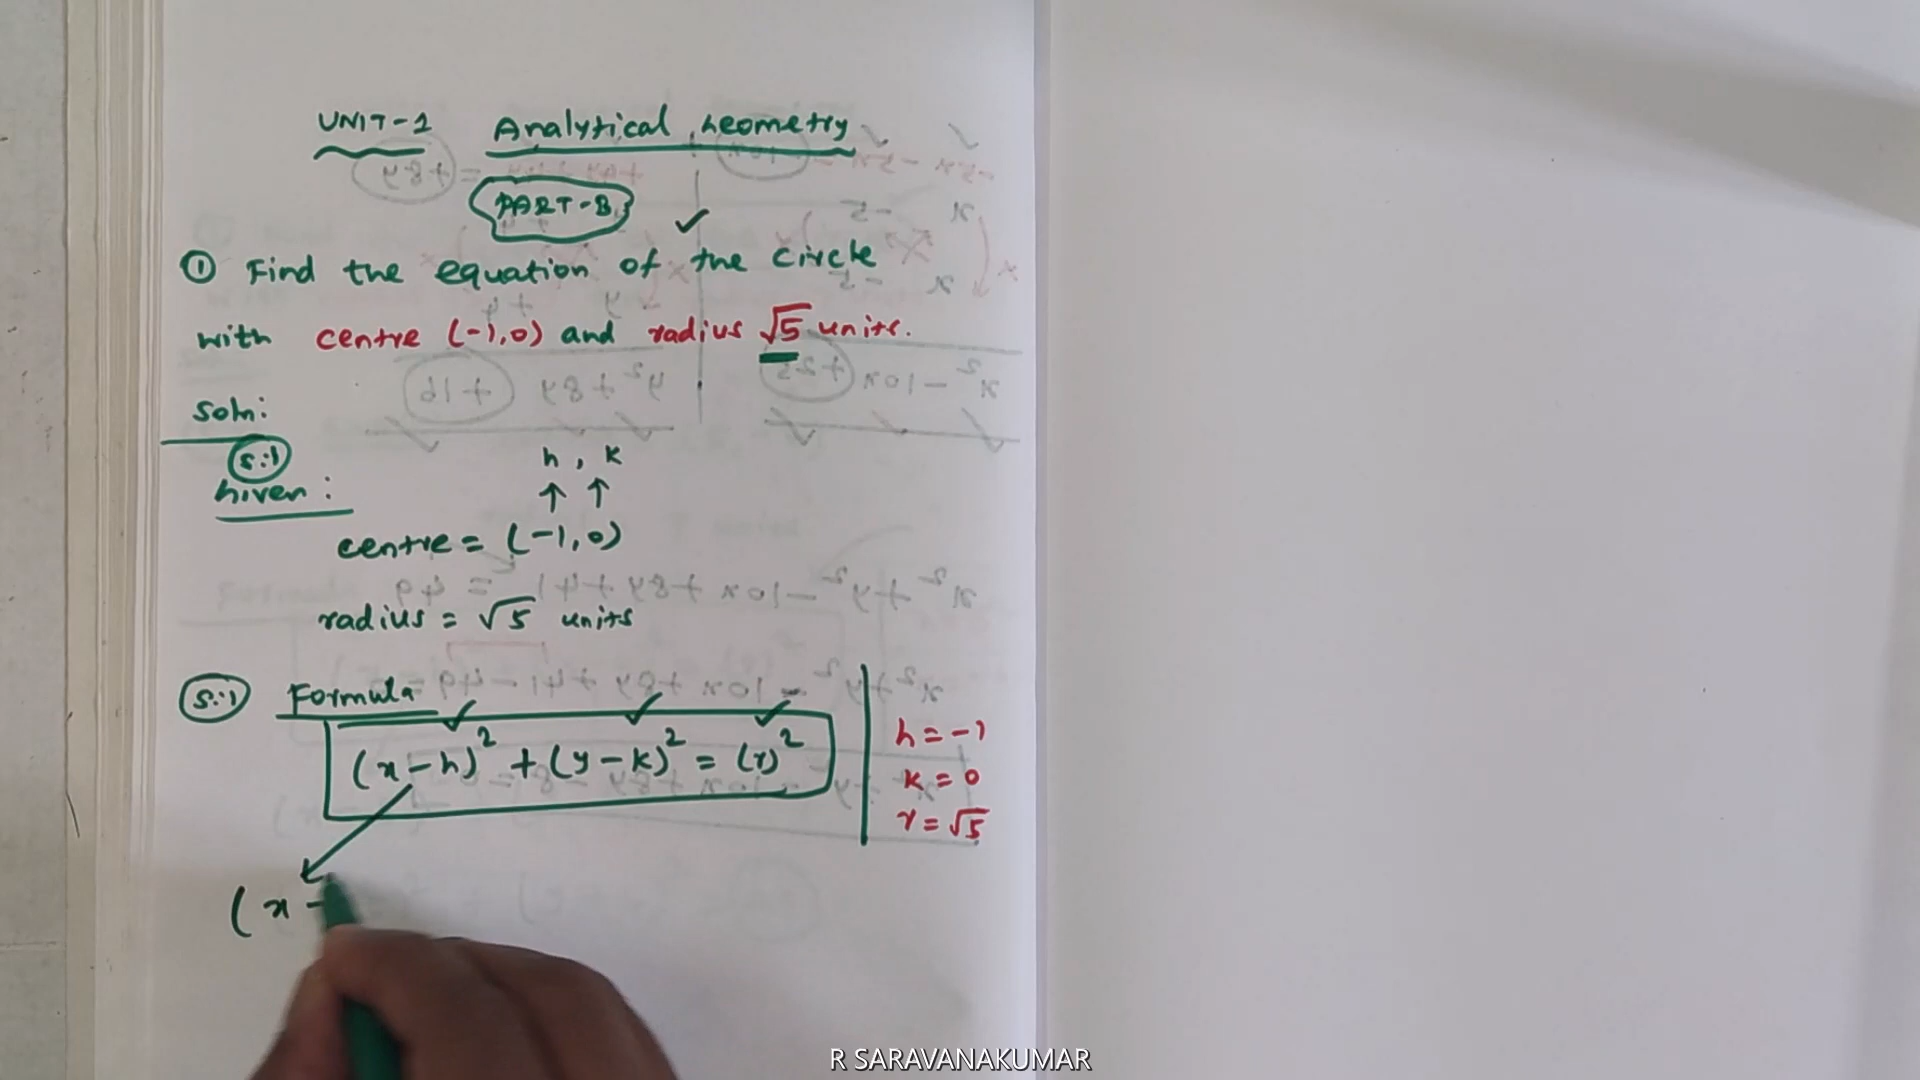 UNIT-1 Analytical Geometry
PART-B
① Find the equation of the circle
with centre (-1,0) and radius √5 units.
Soln:
S:1
Given:
h, k
↑ ↑
centre = (-1,0)
radius = √5 units
S:1 Formula
(x-h)² + (y-k)² = (r)²
h = -1
k = 0
r = √5
(x -
R SARAVANAKUMAR